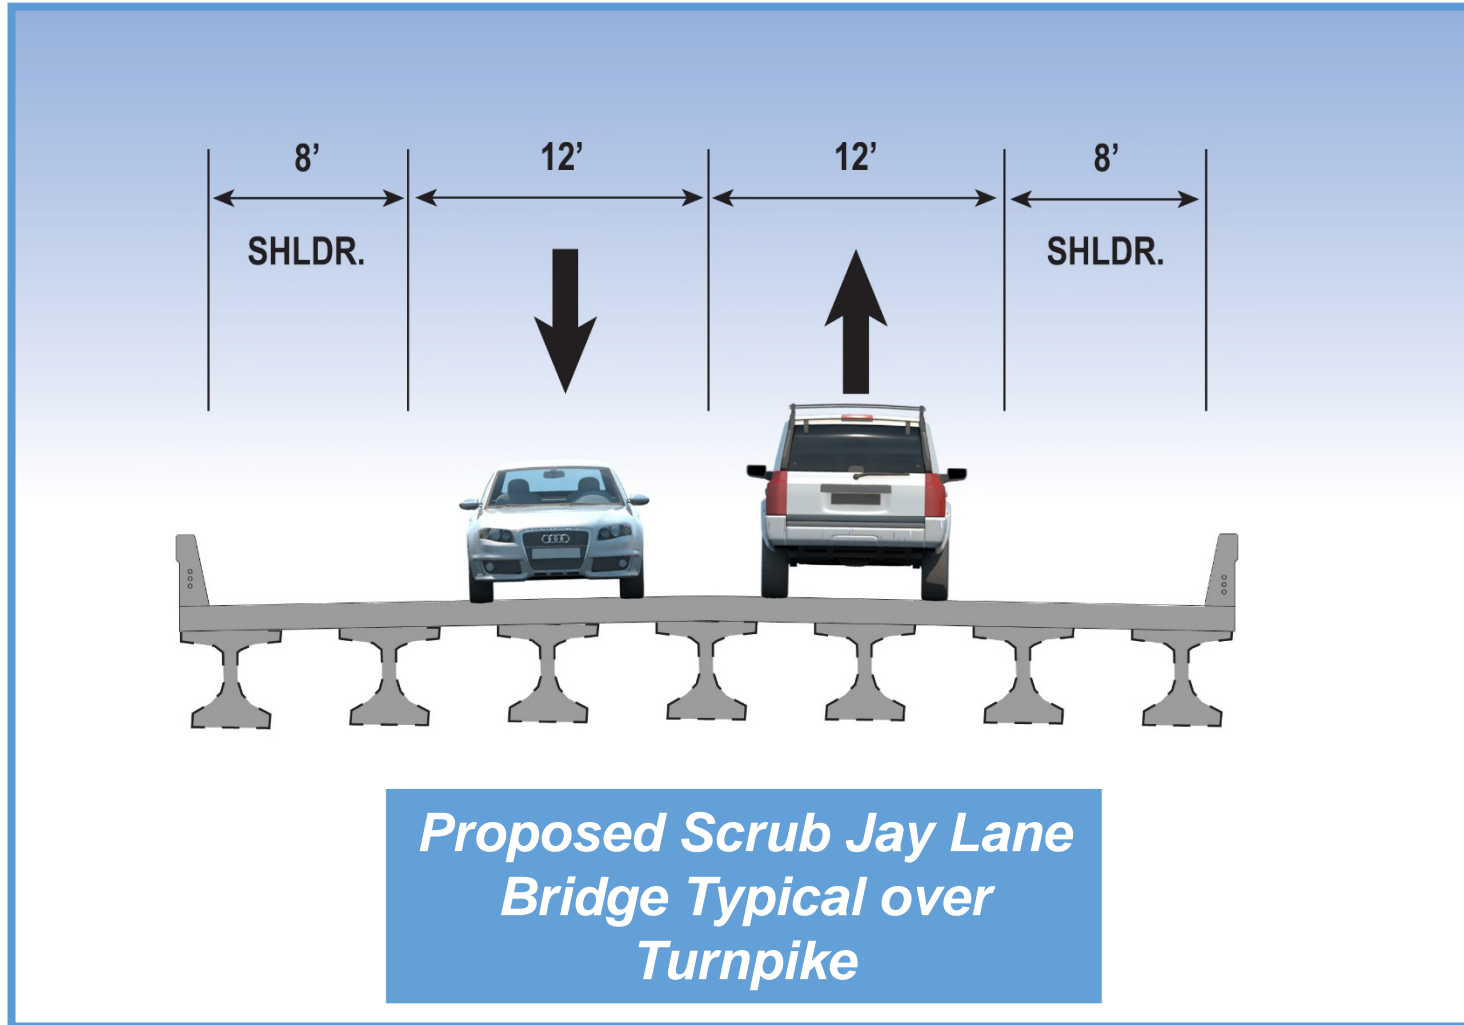 8’ 12’ 12’ 8’
SHLDR. SHLDR.
Proposed Scrub Jay Lane
Bridge Typical over
Turnpike